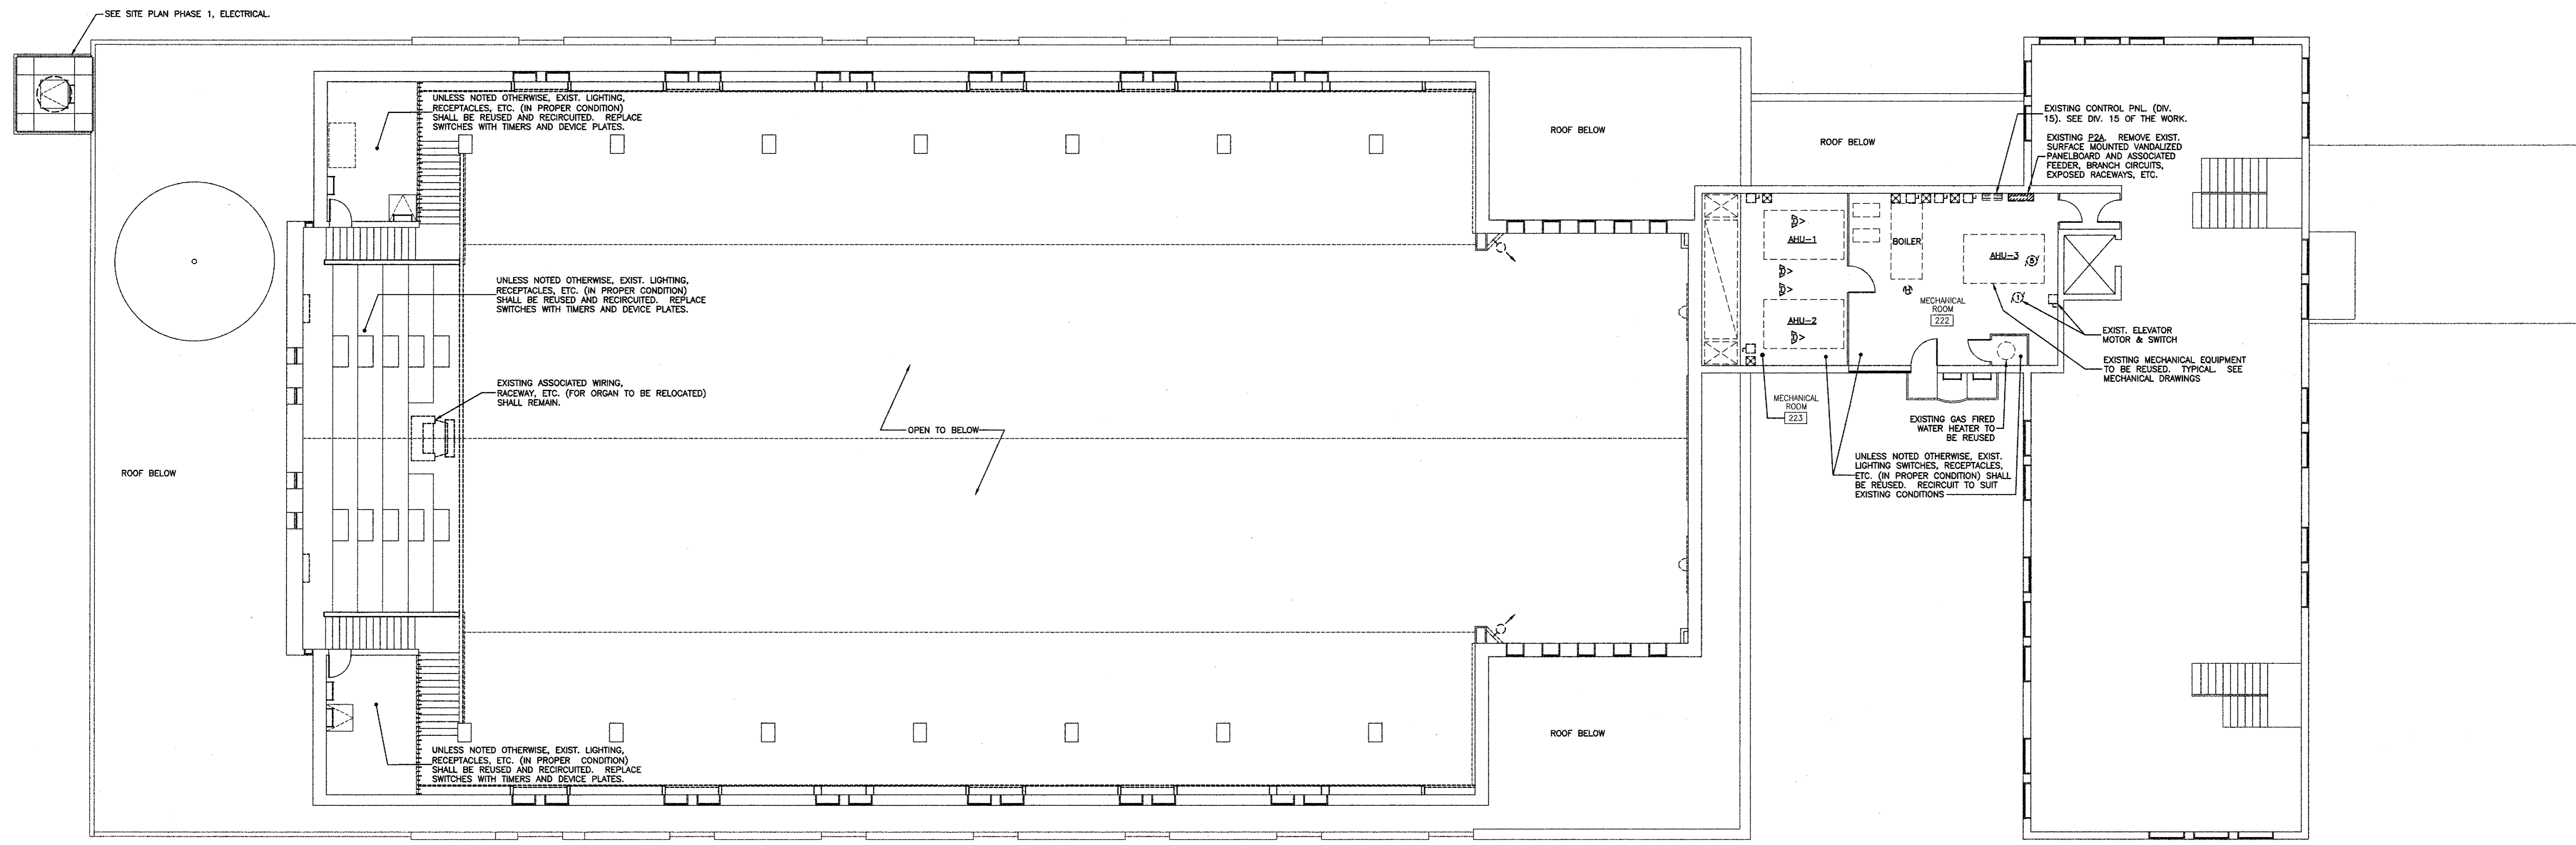 SEE SITE PLAN PHASE 1, ELECTRICAL.
UNLESS NOTED OTHERWISE, EXIST. LIGHTING,
RECEPTACLES, ETC. (IN PROPER CONDITION)
SHALL BE REUSED AND RECIRCUITED. REPLACE
SWITCHES WITH TIMERS AND DEVICE PLATES.
ROOF BELOW
ROOF BELOW
EXISTING CONTROL PNL. (DIV.
15). SEE DIV. 15 OF THE WORK.
EXISTING P2A. REMOVE EXIST.
SURFACE MOUNTED VANDALIZED
PANELBOARD AND ASSOCIATED
FEEDER, BRANCH CIRCUITS,
EXPOSED RACEWAYS, ETC.
AHU-1
BOILER
AHU-3
5
1
MECHANICAL
ROOM
222
AHU-2
UNLESS NOTED OTHERWISE, EXIST. LIGHTING,
RECEPTACLES, ETC. (IN PROPER CONDITION)
SHALL BE REUSED AND RECIRCUITED. REPLACE
SWITCHES WITH TIMERS AND DEVICE PLATES.
EXIST. ELEVATOR
MOTOR & SWITCH
EXISTING MECHANICAL EQUIPMENT
TO BE REUSED. TYPICAL. SEE
MECHANICAL DRAWINGS
EXISTING ASSOCIATED WIRING,
RACEWAY, ETC. (FOR ORGAN TO BE RELOCATED)
SHALL REMAIN.
MECHANICAL
ROOM
223
EXISTING GAS FIRED
WATER HEATER TO
BE REUSED
OPEN TO BELOW
UNLESS NOTED OTHERWISE, EXIST.
LIGHTING SWITCHES, RECEPTACLES,
ETC. (IN PROPER CONDITION) SHALL
BE REUSED. RECIRCUIT TO SUIT
EXISTING CONDITIONS
ROOF BELOW
ROOF BELOW
UNLESS NOTED OTHERWISE, EXIST. LIGHTING,
RECEPTACLES, ETC. (IN PROPER CONDITION)
SHALL BE REUSED AND RECIRCUITED. REPLACE
SWITCHES WITH TIMERS AND DEVICE PLATES.